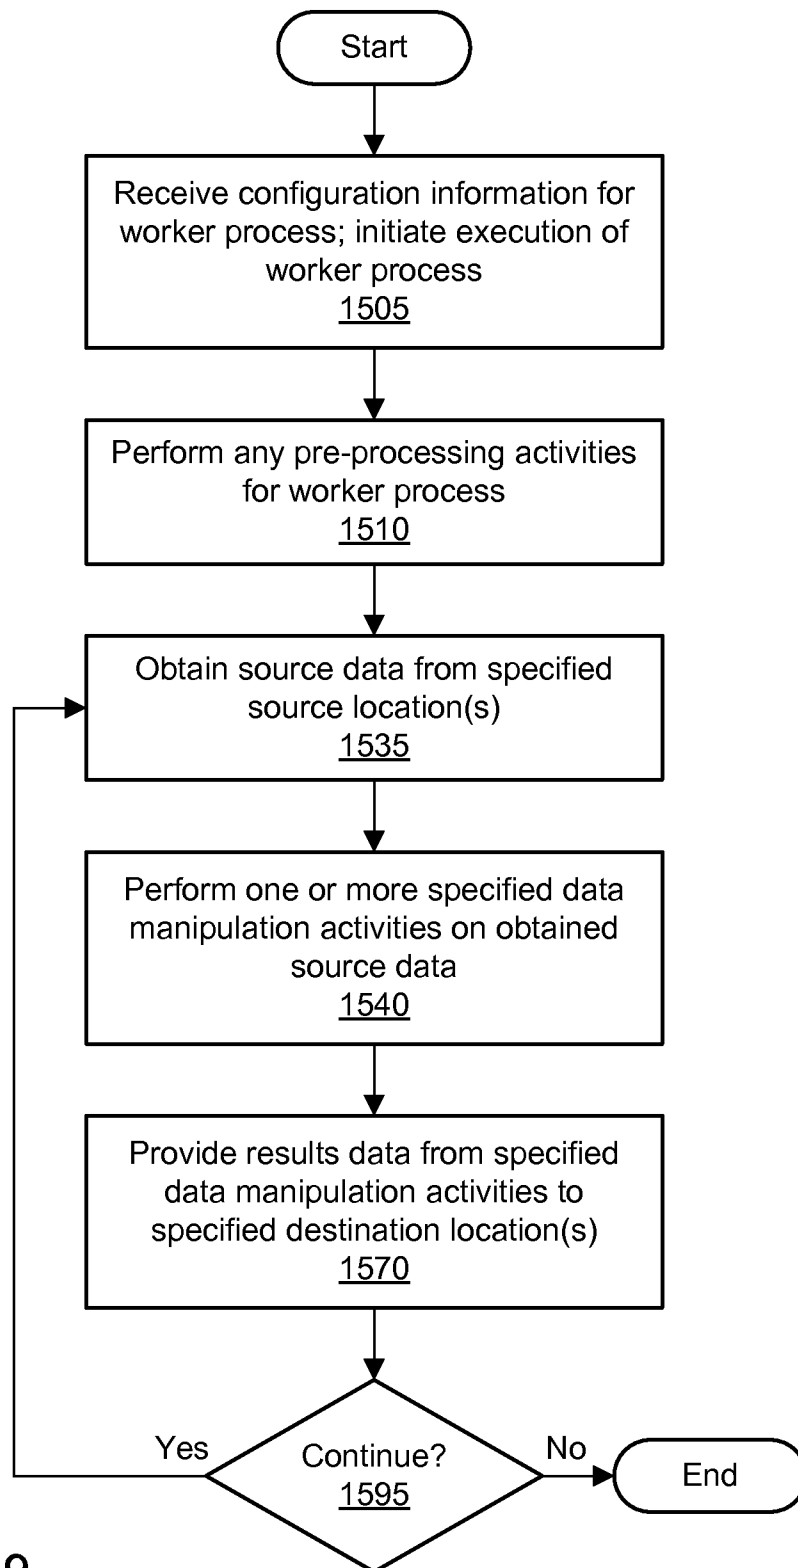 Start
Receive configuration information for
worker process; initiate execution of
worker process
1505
Perform any pre-processing activities
for worker process
1510
Obtain source data from specified
source location(s)
1535
Perform one or more specified data
manipulation activities on obtained
source data
1540
Provide results data from specified
data manipulation activities to
specified destination location(s)
1570
Yes
Continue?
1595
No
End